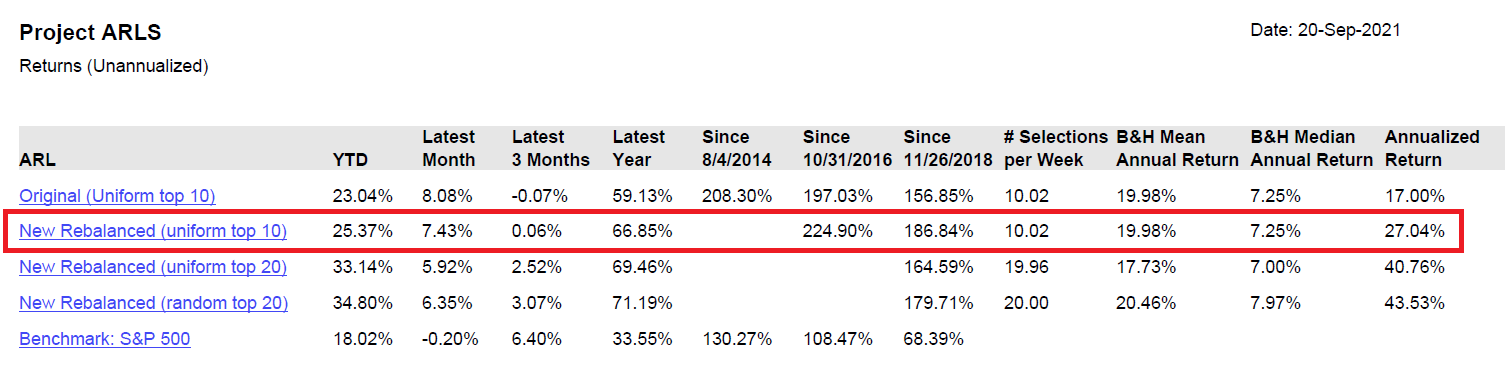 Project ARLS
Date: 20-Sep-2021
Returns (Unannualized)
Latest Latest Latest Since Since Since # Selections B&H Mean B&H Median Annualized
ARL YTD Month 3 Months Year 8/4/2014 10/31/2016 11/26/2018 per Week Annual Return Annual Return Return
Original (Uniform top 10) 23.04% 8.08% -0.07% 59.13% 208.30% 197.03% 156.85% 10.02 19.98% 7.25% 17.00%
New Rebalanced (uniform top 10) 25.37% 7.43% 0.06% 66.85% 224.90% 186.84% 10.02 19.98% 7.25% 27.04%
New Rebalanced (uniform top 20) 33.14% 5.92% 2.52% 69.46% 164.59% 19.96 17.73% 7.00% 40.76%
New Rebalanced (random top 20) 34.80% 6.35% 3.07% 71.19% 179.71% 20.00 20.46% 7.97% 43.53%
Benchmark: S&P 500 18.02% -0.20% 6.40% 33.55% 130.27% 108.47% 68.39%